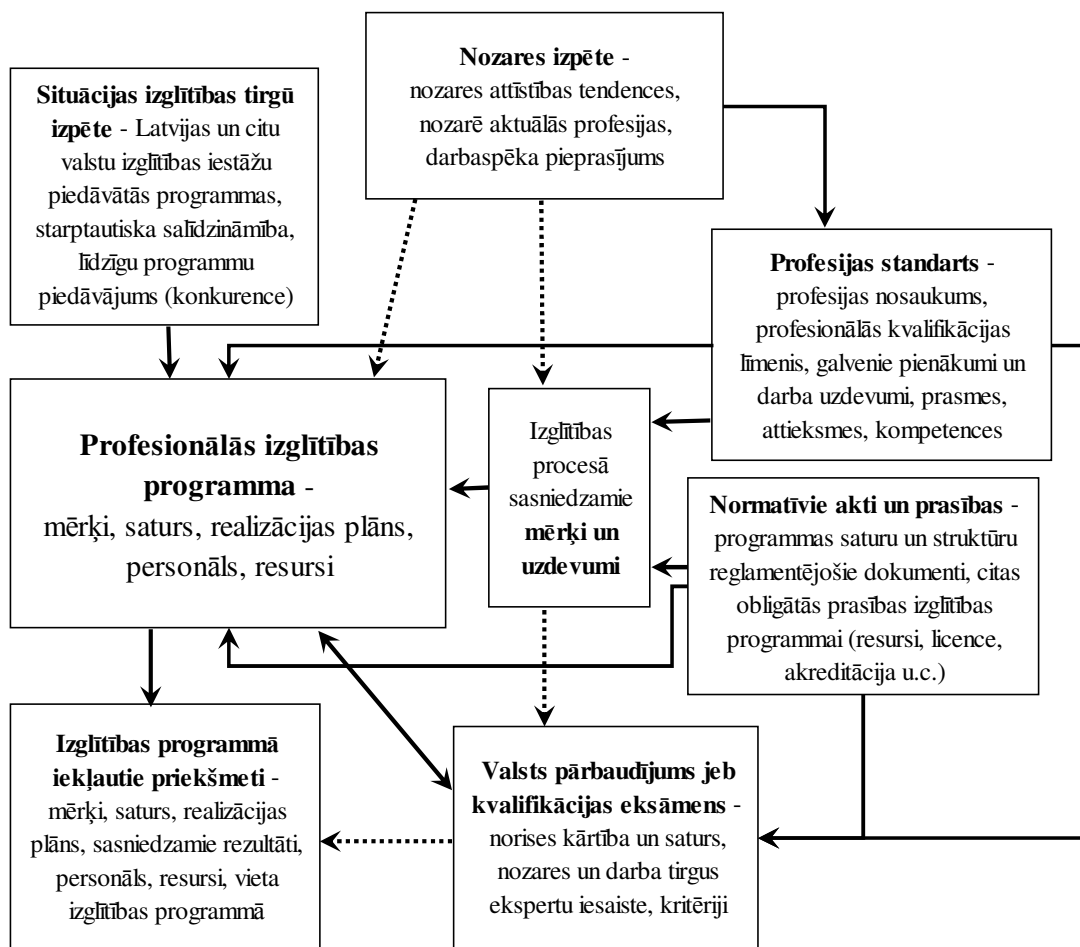 Nozares izpēte -
nozares attīstības tendences,
nozarē aktuālās profesijas,
darbaspēka pieprasījums
Situācijas izglītības tirgū
izpēte - Latvijas un citu
valstu izglītības iestāžu
piedāvātās programmas,
starptautiska salīdzināmība,
līdzīgu programmu
piedāvājums (konkurence)
Profesijas standarts -
profesijas nosaukums,
profesionālās kvalifikācijas
līmenis, galvenie pienākumi un
darba uzdevumi, prasmes,
attieksmes, kompetences
Profesionālās izglītības
programma -
mērķi, saturs, realizācijas plāns,
personāls, resursi
Izglītības
procesā
sasniedzamie
mērķi un
uzdevumi
Normatīvie akti un prasības -
programmas saturu un struktūru
reglamentējošie dokumenti, citas
obligātās prasības izglītības
programmai (resursi, licence,
akreditācija u.c.)
Izglītības programmā
iekļautie priekšmeti -
mērķi, saturs, realizācijas
plāns, sasniedzamie rezultāti,
personāls, resursi, vieta
izglītības programmā
Valsts pārbaudījums jeb
kvalifikācijas eksāmens -
norises kārtība un saturs,
nozares un darba tirgus
ekspertu iesaiste, kritēriji